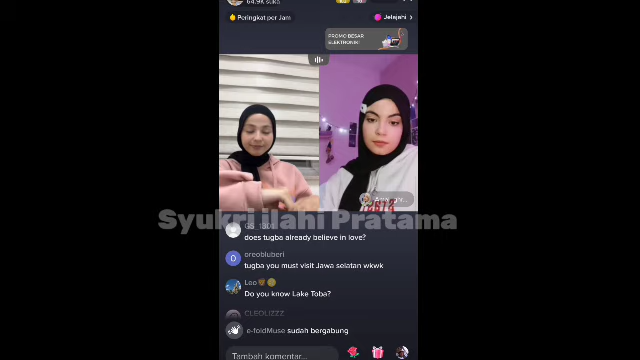 64.9K suka
Peringkat per Jam
Jelajahi >
PROMO BESAR
ELEKTRONIK!
Syukri ilahi Pratama
GS_1301
does tugba already believe in love?
oreobluberi
O
tugba you must visit Jawa selatan wkwk
Leo
Do you know Lake Toba?
CLEOLIZZZ
e-foldMuse sudah bergabung
Tambah komentar...